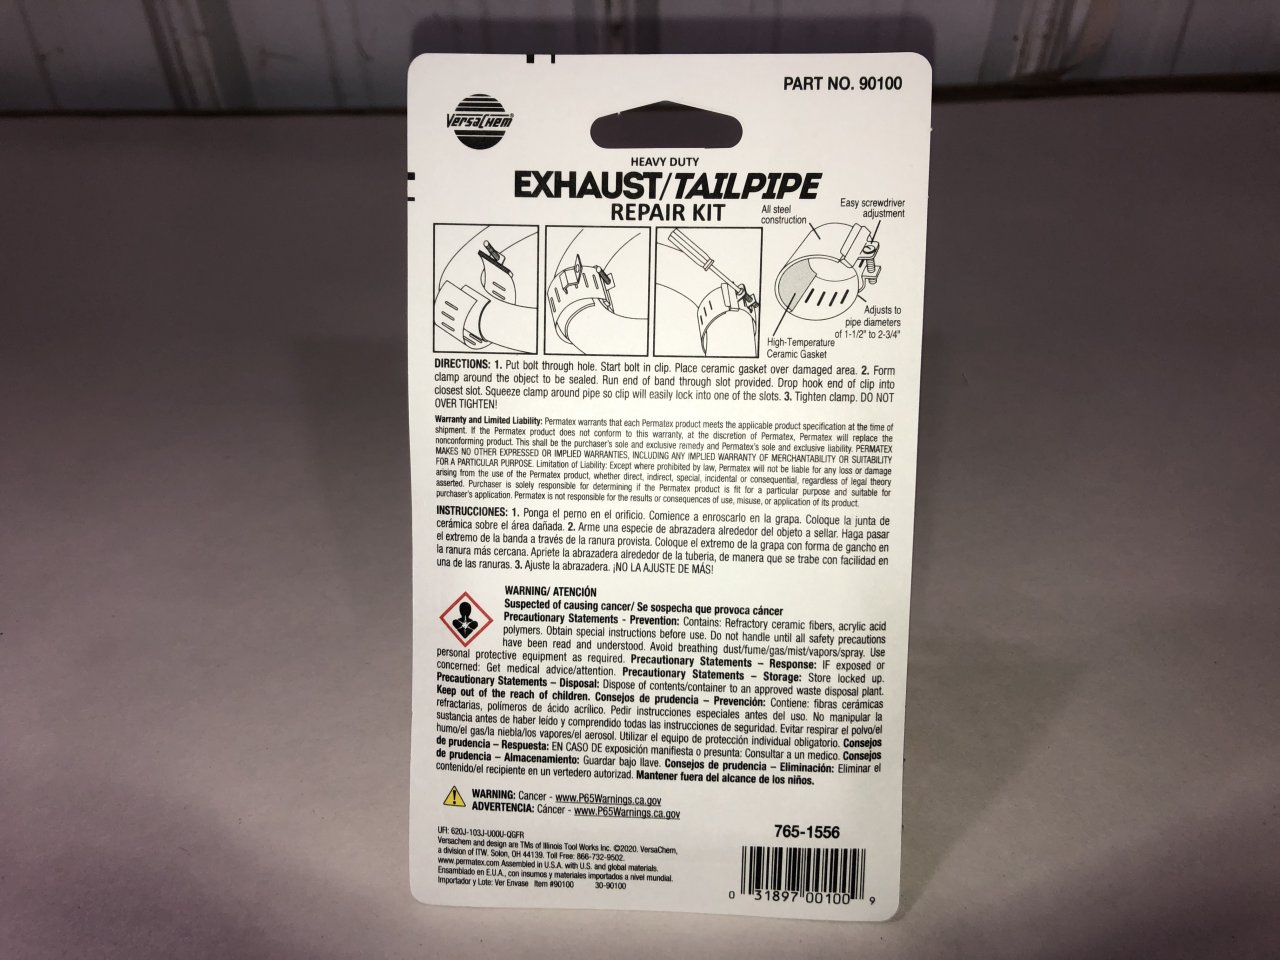 PART NO. 90100
VERSACHEM®
HEAVY DUTY
EXHAUST/TAILPIPE
REPAIR KIT
All steel
construction
Easy screwdriver
adjustment
Adjusts to
pipe diameters
of 1-1/2" to 2-3/4"
High-Temperature
Ceramic Gasket
DIRECTIONS: 1. Put bolt through hole. Start bolt in clip. Place ceramic gasket over damaged area. 2. Form
clamp around the object to be sealed. Run end of band through slot provided. Drop hook end of clip into
closest slot. Squeeze clamp around pipe so clip will easily lock into one of the slots. 3. Tighten clamp. DO NOT
OVER TIGHTEN!
Warranty and Limited Liability: Permatex warrants that each Permatex product meets the applicable product specification at the time of
shipment. If the Permatex product does not conform to this warranty, at the discretion of Permatex, Permatex will replace the
nonconforming product. This shall be the purchaser's sole and exclusive remedy and Permatex's sole and exclusive liability. PERMATEX
MAKES NO OTHER EXPRESSED OR IMPLIED WARRANTIES, INCLUDING ANY IMPLIED WARRANTY OF MERCHANTABILITY OR SUITABILITY
FOR A PARTICULAR PURPOSE. Limitation of Liability: Except where prohibited by law, Permatex will not be liable for any loss or damage
arising from the use of the Permatex product, whether direct, indirect, special, incidental or consequential, regardless of legal theory
asserted. Purchaser is solely responsible for determining if the Permatex product is fit for a particular purpose and suitable for
purchaser's application. Permatex is not responsible for the results or consequences of use, misuse, or application of its product.
INSTRUCCIONES: 1. Ponga el perno en el orificio. Comience a enroscarlo en la grapa. Coloque la junta de
cerámica sobre el área dañada. 2. Arme una especie de abrazadera alrededor del objeto a sellar. Haga pasar
el extremo de la banda a través de la ranura provista. Coloque el extremo de la grapa con forma de gancho en
la ranura más cercana. Apriete la abrazadera alrededor de la tuberia, de manera que se trabe con facilidad en
una de las ranuras. 3. Ajuste la abrazadera. ¡NO LA AJUSTE DE MÁS!
WARNING/ ATENCIÓN
Suspected of causing cancer/ Se sospecha que provoca cáncer
Precautionary Statements - Prevention: Contains: Refractory ceramic fibers, acrylic acid
polymers. Obtain special instructions before use. Do not handle until all safety precautions
have been read and understood. Avoid breathing dust/fume/gas/mist/vapors/spray. Use
personal protective equipment as required. Precautionary Statements – Response: IF exposed or
concerned: Get medical advice/attention. Precautionary Statements – Storage: Store locked up.
Precautionary Statements – Disposal: Dispose of contents/container to an approved waste disposal plant.
Keep out of the reach of children. Consejos de prudencia – Prevención: Contiene: fibras cerámicas
refractarias, polímeros de ácido acrílico. Pedir instrucciones especiales antes del uso. No manipular la
sustancia antes de haber leído y comprendido todas las instrucciones de seguridad. Evitar respirar el polvo/el
humo/el gas/la niebla/los vapores/el aerosol. Utilizar el equipo de protección individual obligatorio. Consejos
de prudencia – Respuesta: EN CASO DE exposición manifiesta o presunta: Consultar a un medico. Consejos
de prudencia – Almacenamiento: Guardar bajo llave. Consejos de prudencia – Eliminación: Eliminar el
contenido/el recipiente en un vertedero autorizad. Mantener fuera del alcance de los niños.
WARNING: Cancer - www.P65Warnings.ca.gov
ADVERTENCIA: Cáncer - www.P65Warnings.ca.gov
UFI: 620J-103J-U00U-QGFR
Versachem and design are TMs of Illinois Tool Works Inc. ©2020. VersaChem,
a division of ITW. Solon, OH 44139. Toll Free: 866-732-9502.
www.permatex.com Assembled in U.S.A. with U.S. and global materials.
Ensamblado en E.U.A., con insumos y materiales importados a nivel mundial.
Importador y Lote: Ver Envase Item #90100 30-90100
765-1556
0 31897 00100 9